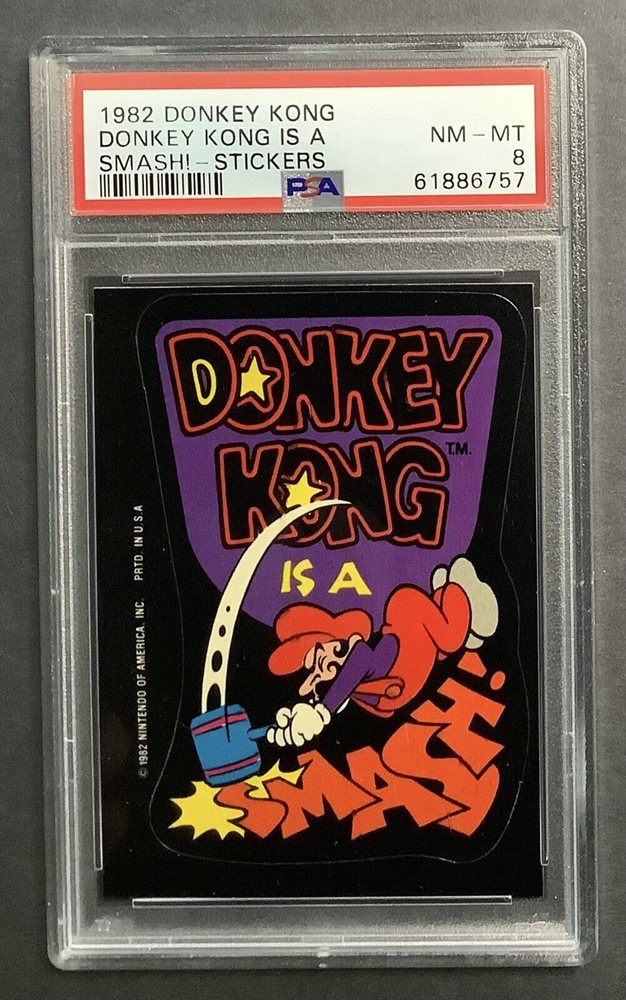 1982 DONKEY KONG
DONKEY KONG IS A
SMASH!-STICKERS
NM-MT
8
61886757
PSA
DONKEY
KONG T.M.
IS A
SMASH!
© 1982 NINTENDO OF AMERICA, INC. PRTD. IN U.S.A